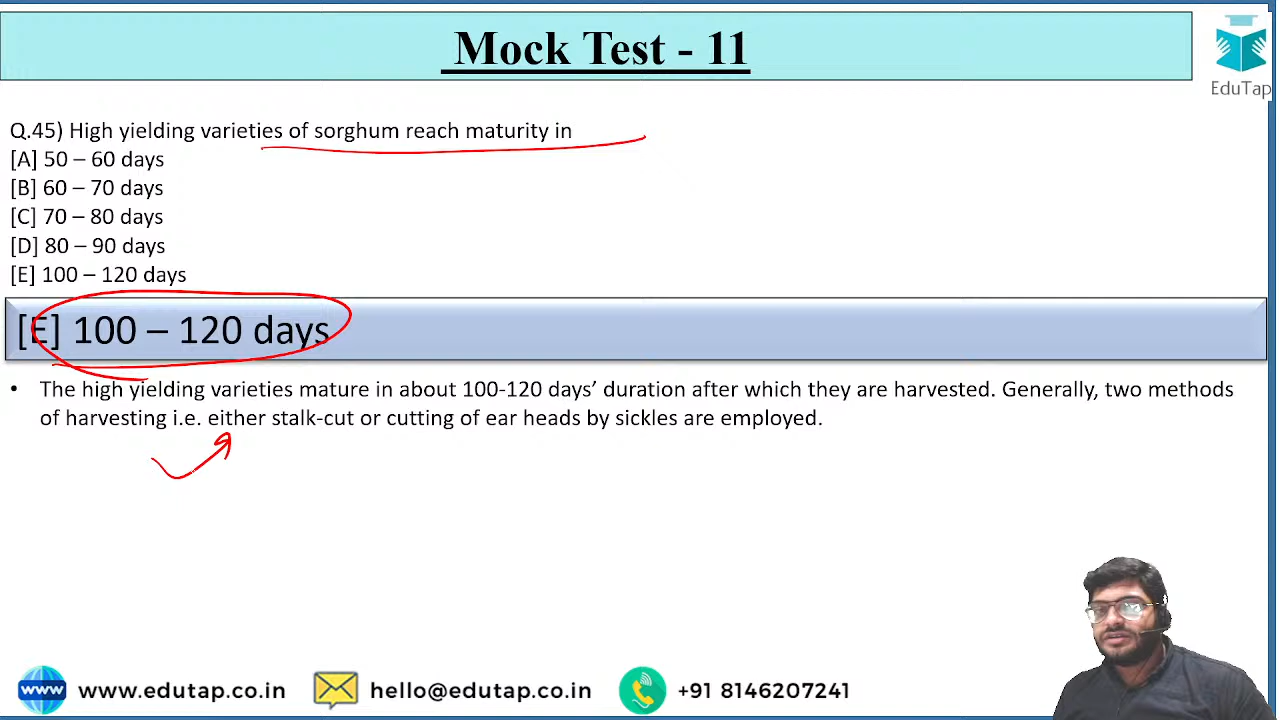 Mock Test - 11
EduTap
Q.45) High yielding varieties of sorghum reach maturity in
[A] 50 – 60 days
[B] 60 – 70 days
[C] 70 – 80 days
[D] 80 – 90 days
[E] 100 – 120 days
[E] 100 – 120 days
• The high yielding varieties mature in about 100-120 days’ duration after which they are harvested. Generally, two methods
of harvesting i.e. either stalk-cut or cutting of ear heads by sickles are employed.
www www.edutap.co.in hello@edutap.co.in +91 8146207241